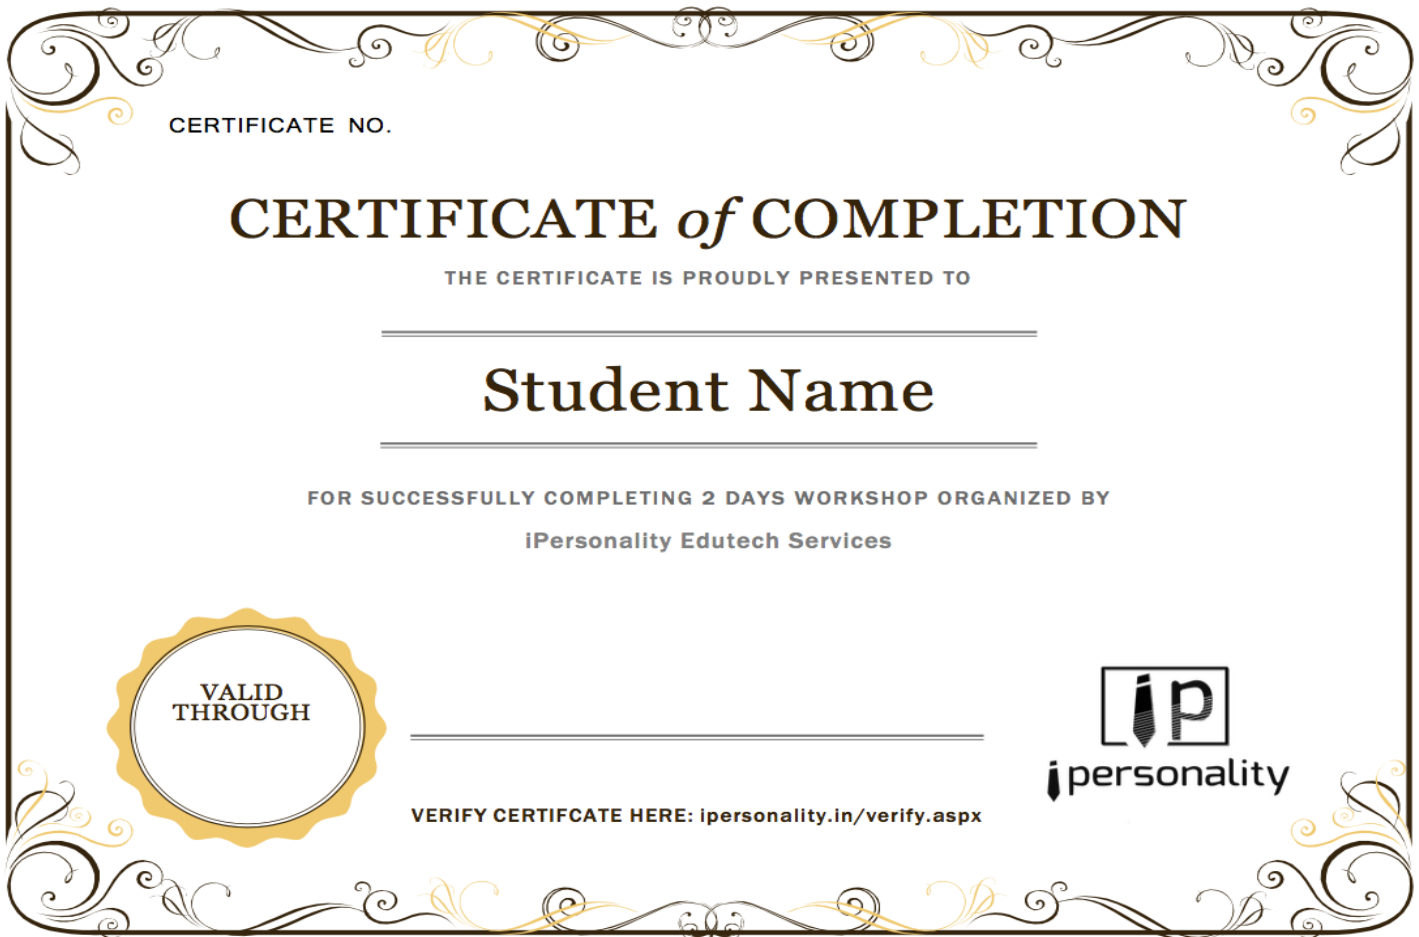 CERTIFICATE NO.
CERTIFICATE of COMPLETION
THE CERTIFICATE IS PROUDLY PRESENTED TO
Student Name
FOR SUCCESSFULLY COMPLETING 2 DAYS WORKSHOP ORGANIZED BY
iPersonality Edutech Services
VALID
THROUGH
ip
ipersonality
VERIFY CERTIFCATE HERE: ipersonality.in/verify.aspx